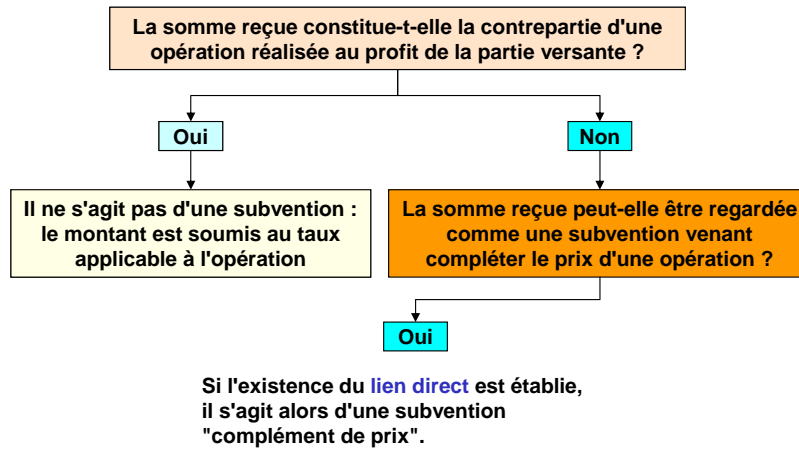 La somme reçue constitue-t-elle la contrepartie d'une
opération réalisée au profit de la partie versante ?
Oui
Non
Il ne s'agit pas d'une subvention :
le montant est soumis au taux
applicable à l'opération
La somme reçue peut-elle être regardée
comme une subvention venant
compléter le prix d'une opération ?
Oui
Si l'existence du lien direct est établie,
il s'agit alors d'une subvention
"complément de prix".